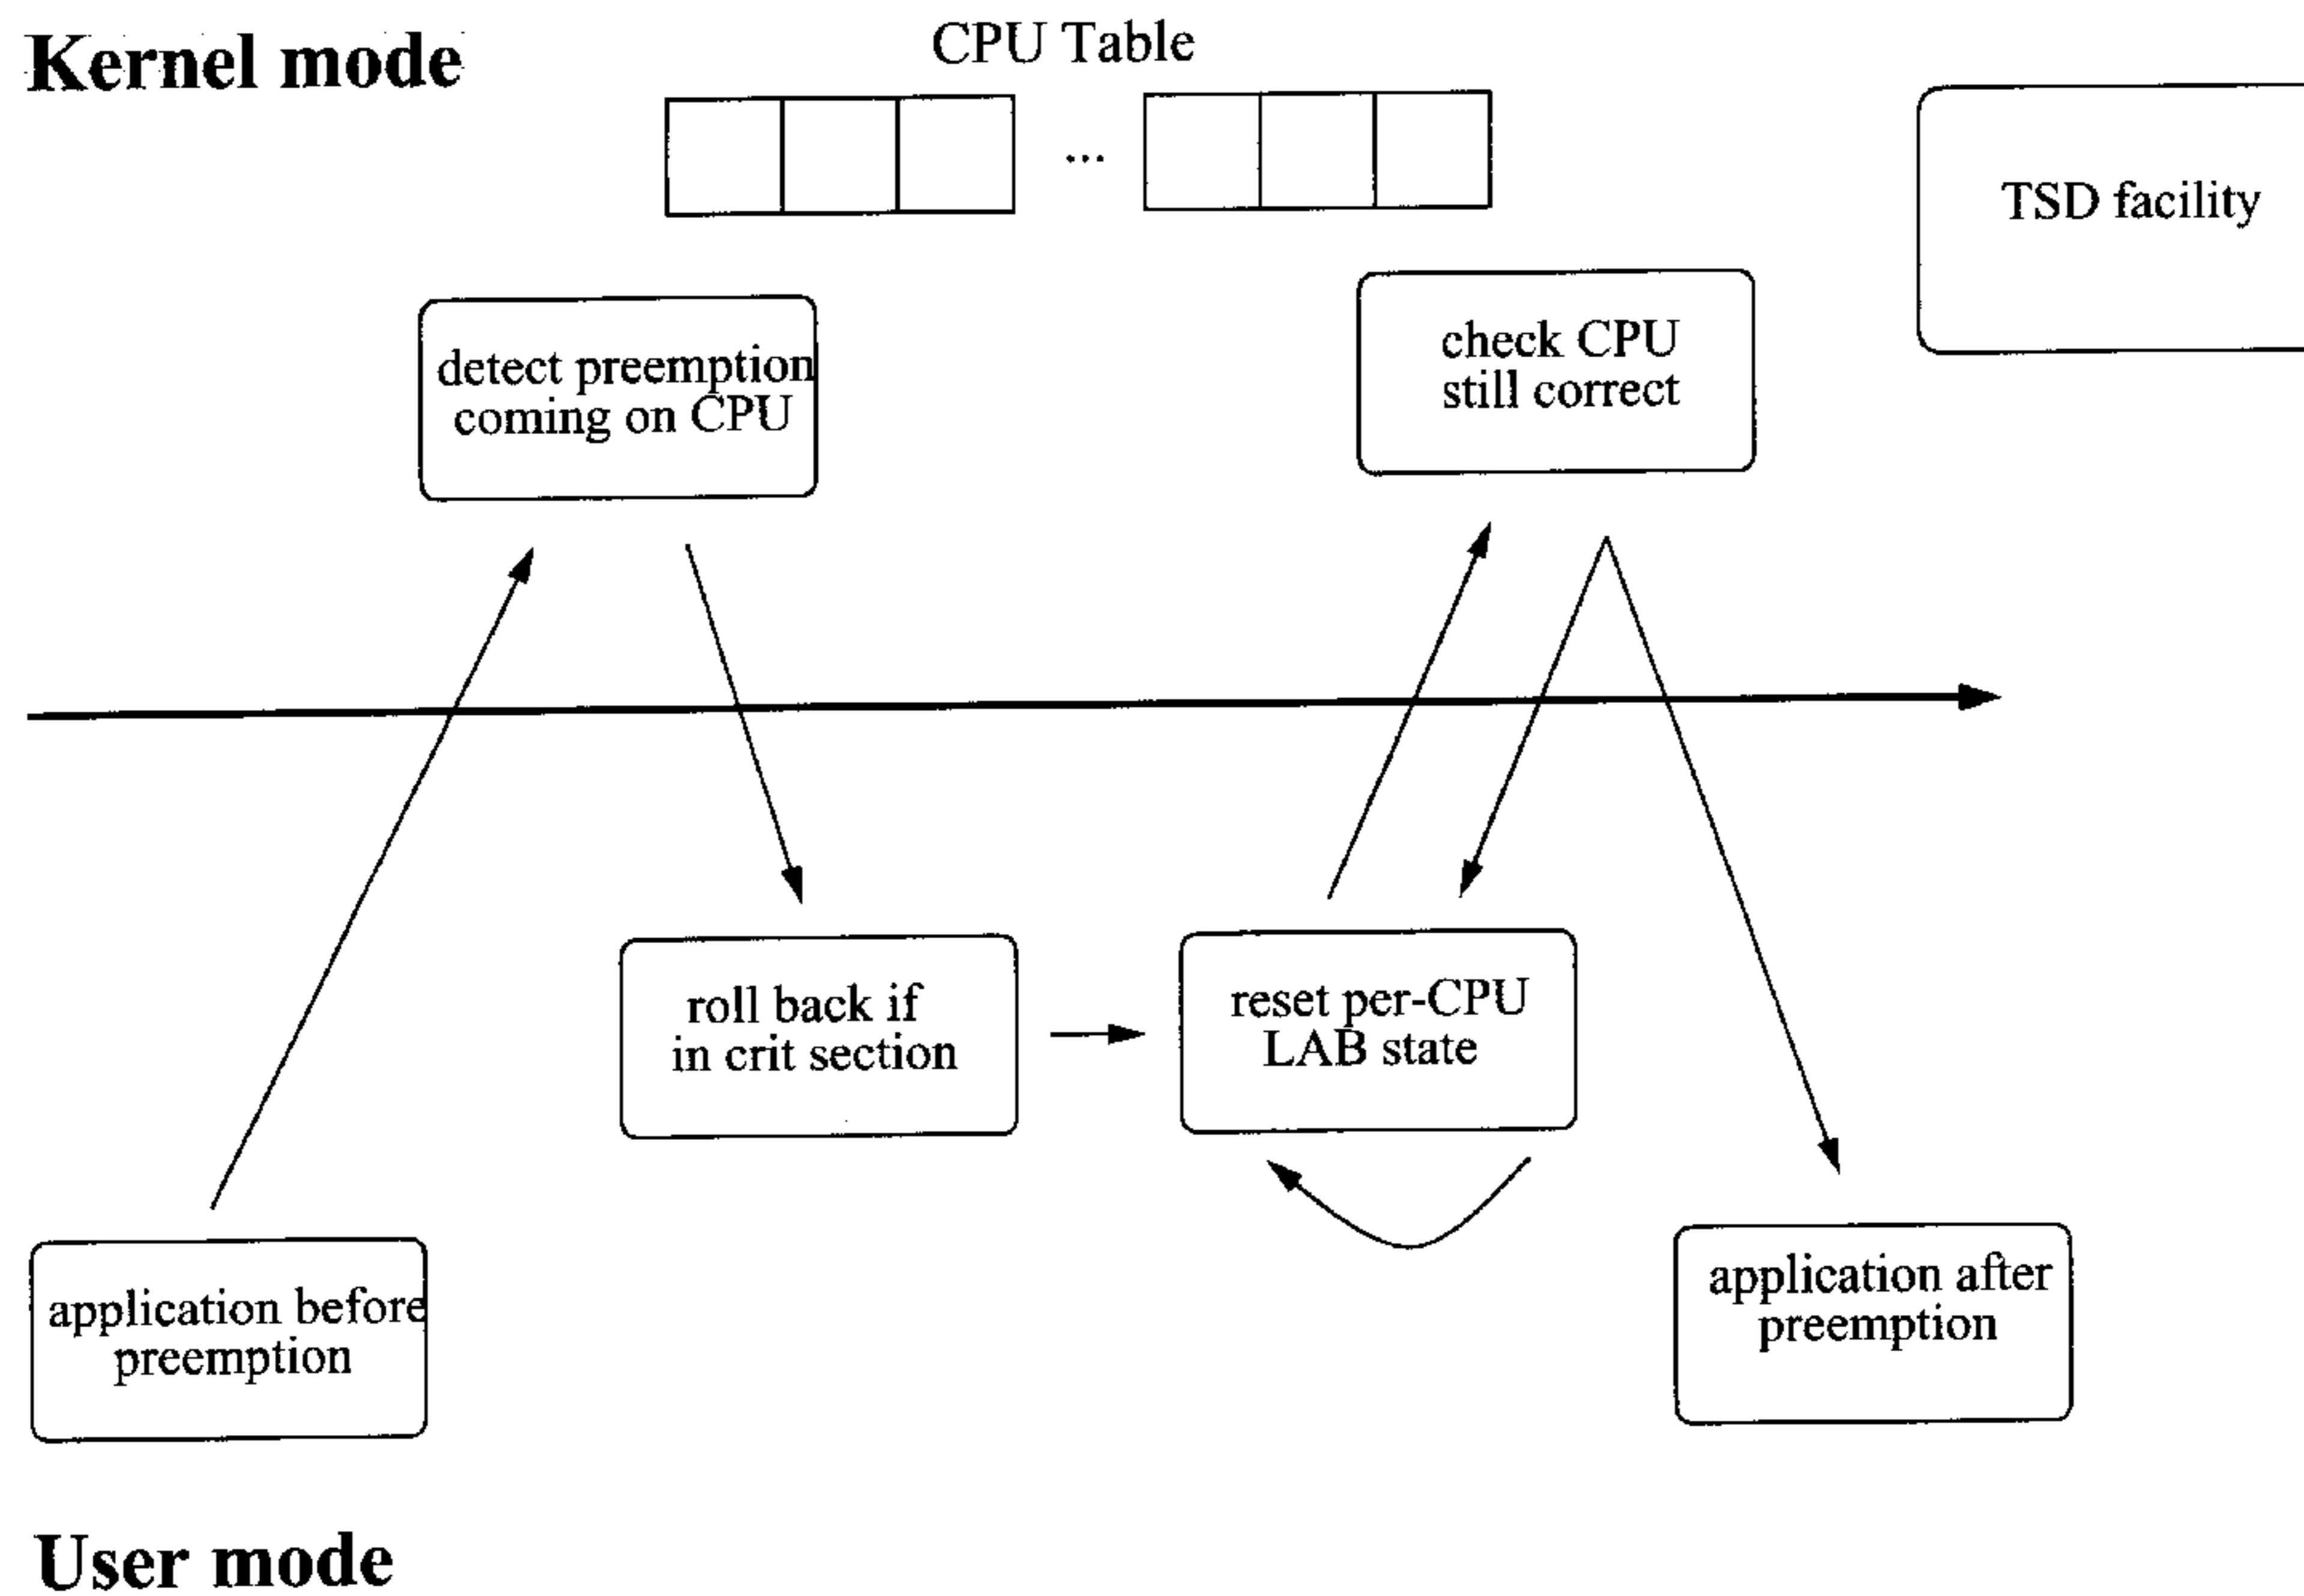 Kernel mode
CPU Table
...
TSD facility
detect preemption
coming on CPU
check CPU
still correct
roll back if
in crit section
reset per-CPU
LAB state
application before
preemption
application after
preemption
User mode